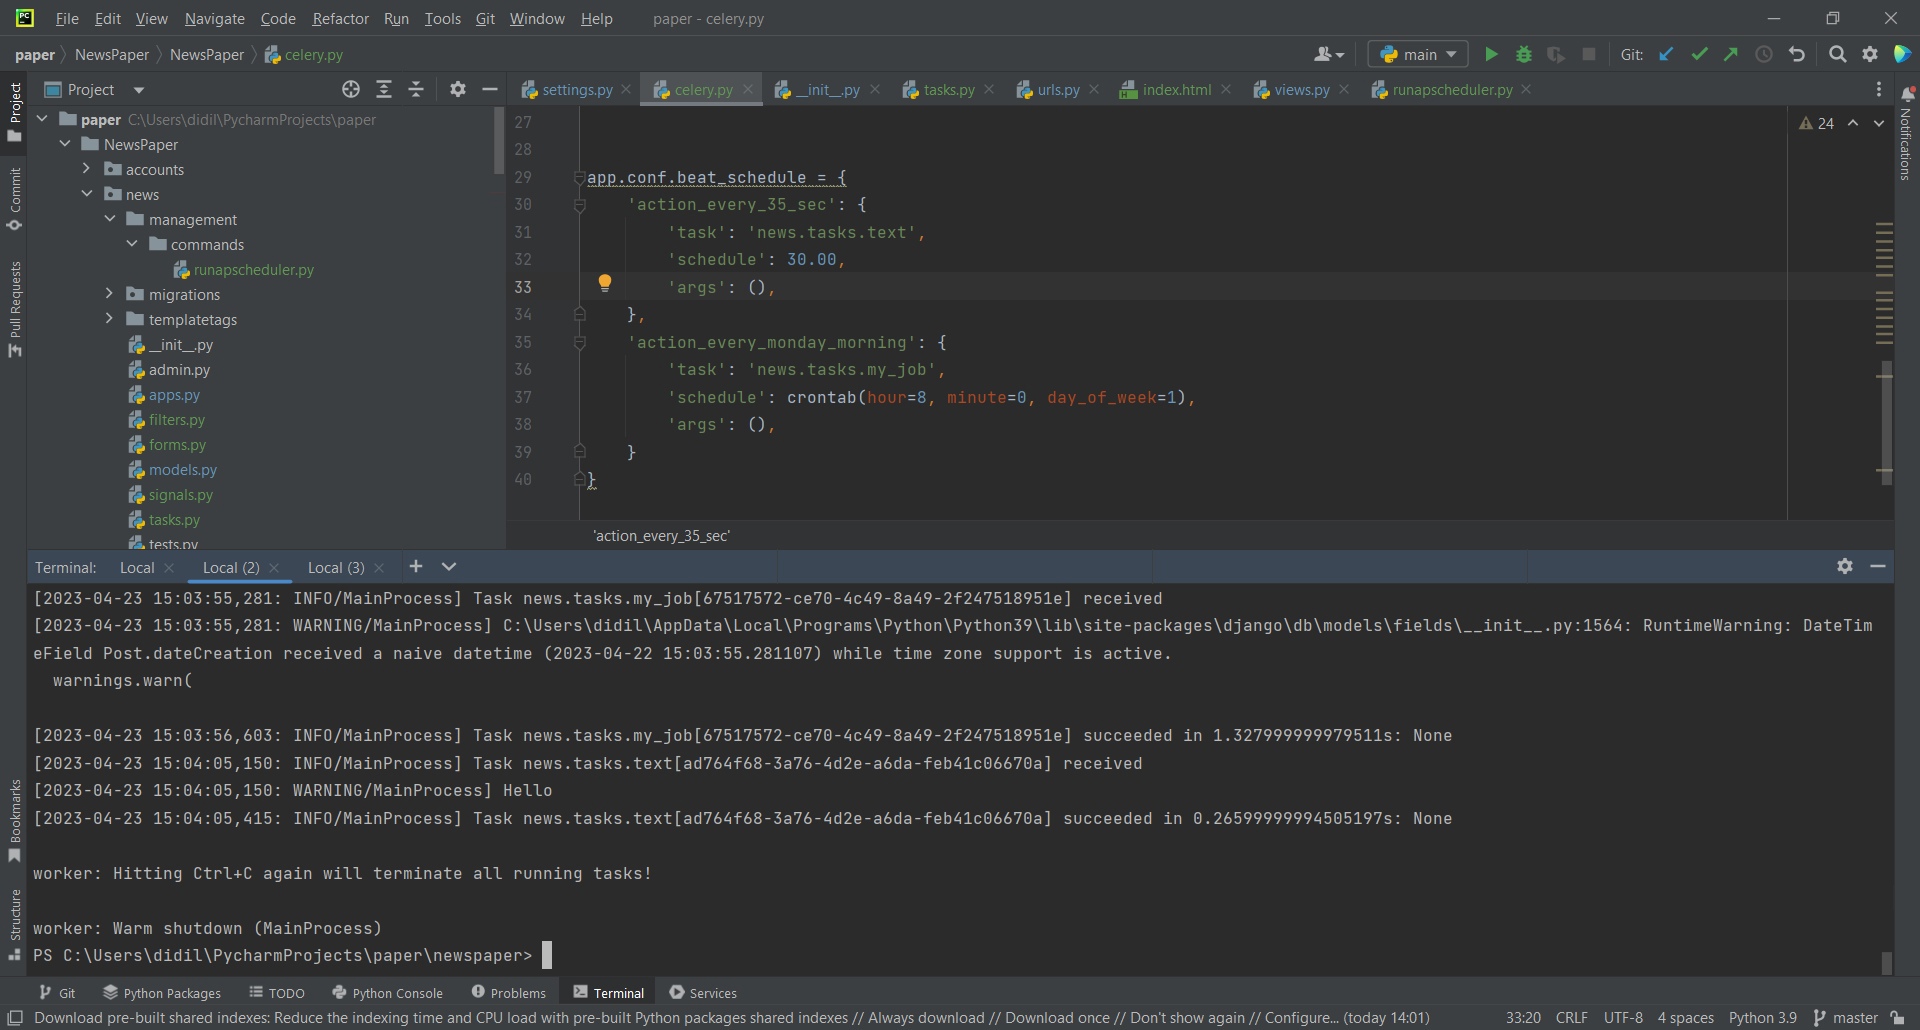 PC File Edit View Navigate Code Refactor Run Tools Git Window Help paper - celery.py
paper NewsPaper NewsPaper celery.py main Git:
Project
settings.py celery.py __init__.py tasks.py urls.py index.html views.py runapscheduler.py
Project
Commit
Pull Requests
Bookmarks
Structure
Notifications
paper C:\Users\didil\PycharmProjects\paper
NewsPaper
accounts
news
management
commands
runapscheduler.py
migrations
templatetags
__init__.py
admin.py
apps.py
filters.py
forms.py
models.py
signals.py
tasks.py
tests.py
24
27
28
29 app.conf.beat_schedule = {
30 'action_every_35_sec': {
31 'task': 'news.tasks.text',
32 'schedule': 30.00,
33 'args': (),
34 },
35 'action_every_monday_morning': {
36 'task': 'news.tasks.my_job',
37 'schedule': crontab(hour=8, minute=0, day_of_week=1),
38 'args': (),
39 }
40 }
'action_every_35_sec'
Terminal: Local Local (2) Local (3)
[2023-04-23 15:03:55,281: INFO/MainProcess] Task news.tasks.my_job[67517572-ce70-4c49-8a49-2f247518951e] received
[2023-04-23 15:03:55,281: WARNING/MainProcess] C:\Users\didil\AppData\Local\Programs\Python\Python39\lib\site-packages\django\db\models\fields\__init__.py:1564: RuntimeWarning: DateTim
eField Post.dateCreation received a naive datetime (2023-04-22 15:03:55.281107) while time zone support is active.
warnings.warn(
[2023-04-23 15:03:56,603: INFO/MainProcess] Task news.tasks.my_job[67517572-ce70-4c49-8a49-2f247518951e] succeeded in 1.327999999979511s: None
[2023-04-23 15:04:05,150: INFO/MainProcess] Task news.tasks.text[ad764f68-3a76-4d2e-a6da-feb41c06670a] received
[2023-04-23 15:04:05,150: WARNING/MainProcess] Hello
[2023-04-23 15:04:05,415: INFO/MainProcess] Task news.tasks.text[ad764f68-3a76-4d2e-a6da-feb41c06670a] succeeded in 0.26599999994505197s: None
worker: Hitting Ctrl+C again will terminate all running tasks!
worker: Warm shutdown (MainProcess)
PS C:\Users\didil\PycharmProjects\paper\newspaper>
Git Python Packages TODO Python Console Problems Terminal Services
Download pre-built shared indexes: Reduce the indexing time and CPU load with pre-built Python packages shared indexes // Always download // Download once // Don't show again // Configure... (today 14:01) 33:20 CRLF UTF-8 4 spaces Python 3.9 master